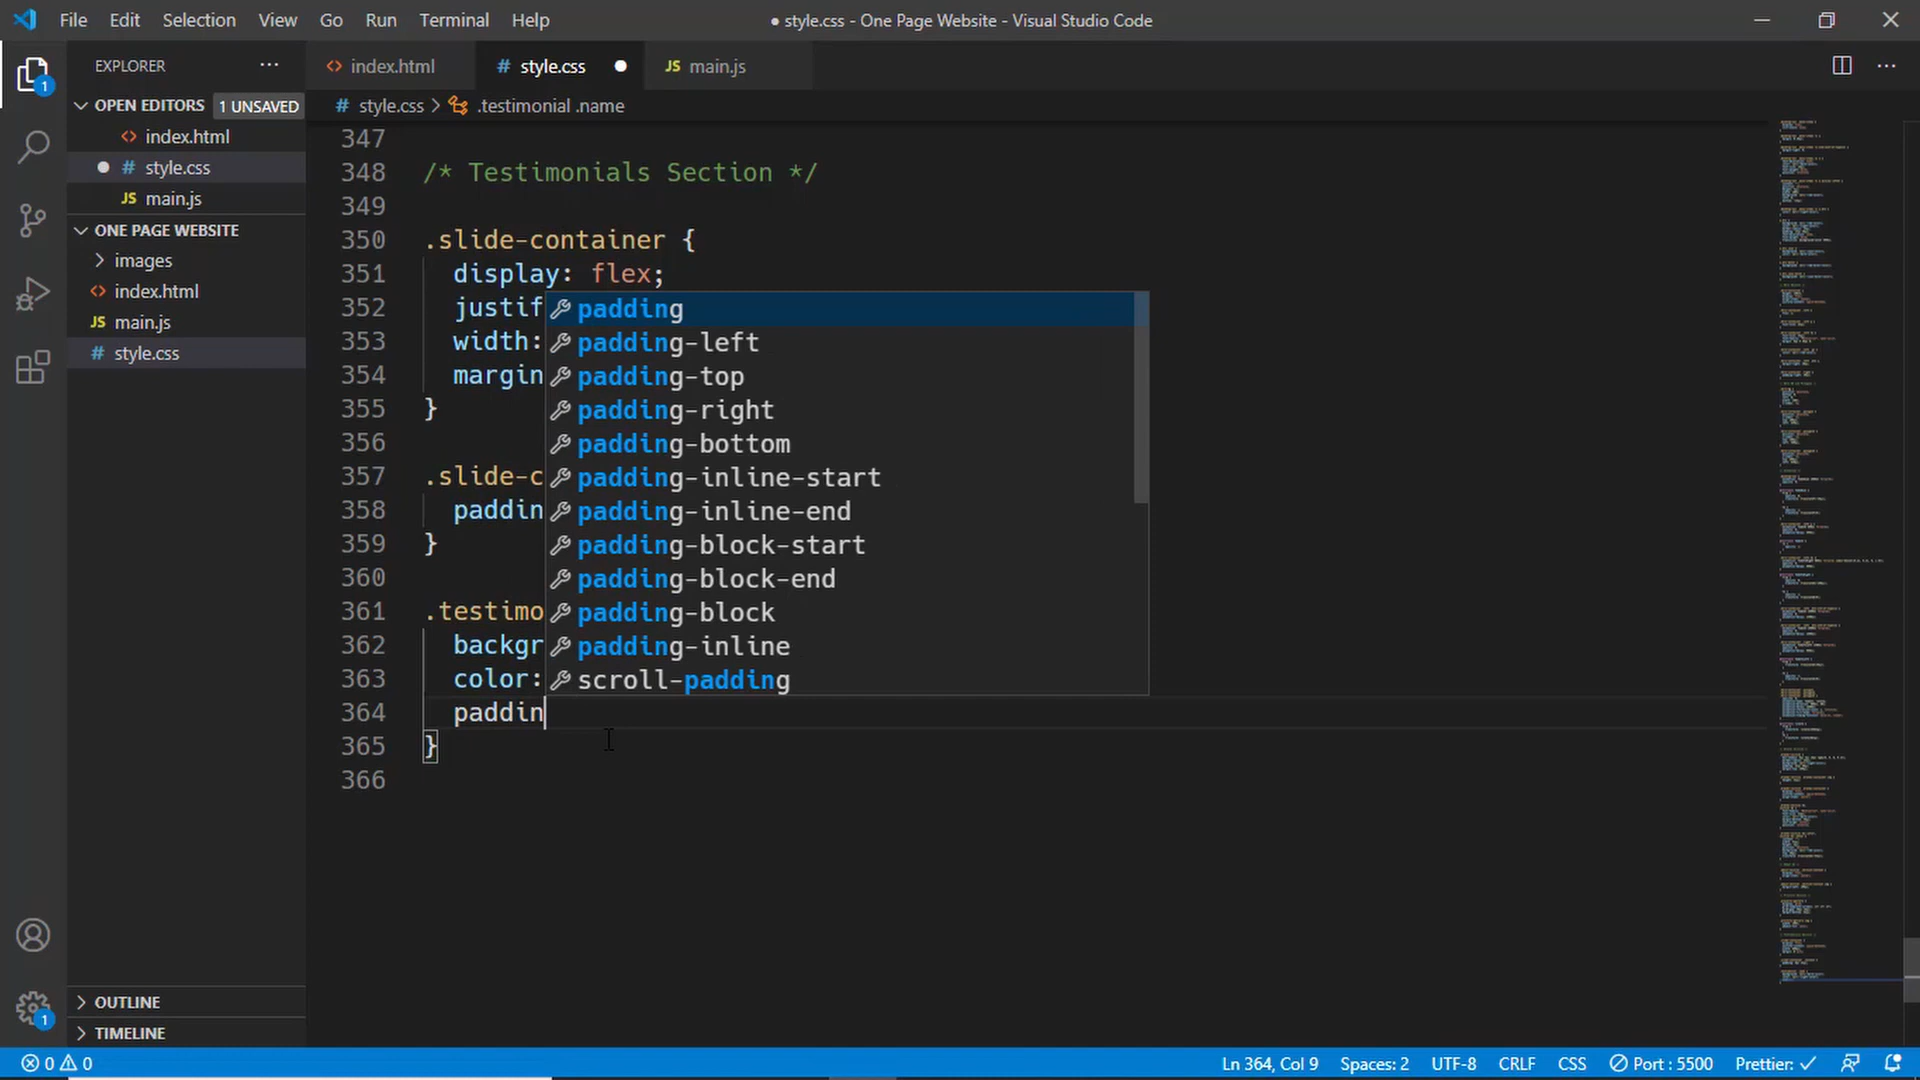 File Edit Selection View Go Run Terminal Help
● style.css - One Page Website - Visual Studio Code
EXPLORER ···
index.html
# style.css ●
JS main.js
OPEN EDITORS 1 UNSAVED
index.html
● # style.css
JS main.js
ONE PAGE WEBSITE
images
index.html
JS main.js
# style.css
OUTLINE
TIMELINE
1
1
# style.css > .testimonial .name
347
348 /* Testimonials Section */
349
350 .slide-container {
351 display: flex;
352 justif
353 width:
354 margin
355 }
356
357 .slide-c
358 paddin
359 }
360
361 .testimo
362 backgr
363 color:
364 paddin
365 }
366
padding
padding-left
padding-top
padding-right
padding-bottom
padding-inline-start
padding-inline-end
padding-block-start
padding-block-end
padding-block
padding-inline
scroll-padding
0 0
Ln 364, Col 9 Spaces: 2 UTF-8 CRLF CSS Port : 5500 Prettier: ✓